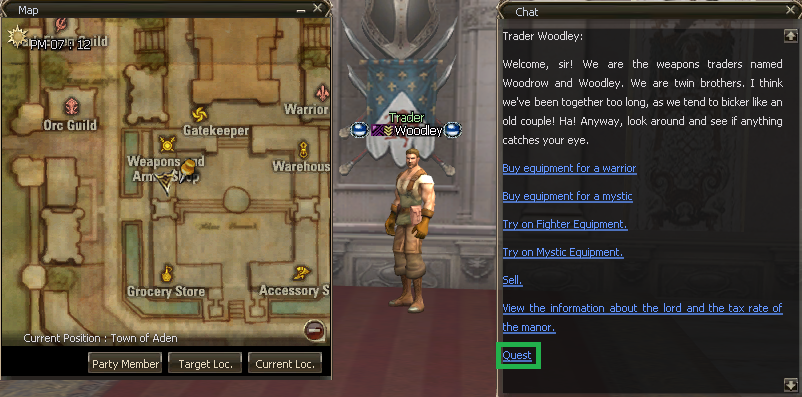 Map
PM 07 : 12
Guild
Orc Guild
Gatekeeper
Warrior
Weapons and
Warehous
Grocery Store
Accessory S
Current Position : Town of Aden
Party Member
Target Loc.
Current Loc.
Trader
Woodley
Chat
Trader Woodley:
Welcome, sir! We are the weapons traders named
Woodrow and Woodley. We are twin brothers. I think
we've been together too long, as we tend to bicker like an
old couple! Ha! Anyway, look around and see if anything
catches your eye.
Buy equipment for a warrior
Buy equipment for a mystic
Try on Fighter Equipment.
Try on Mystic Equipment.
Sell.
View the information about the lord and the tax rate of
the manor.
Quest